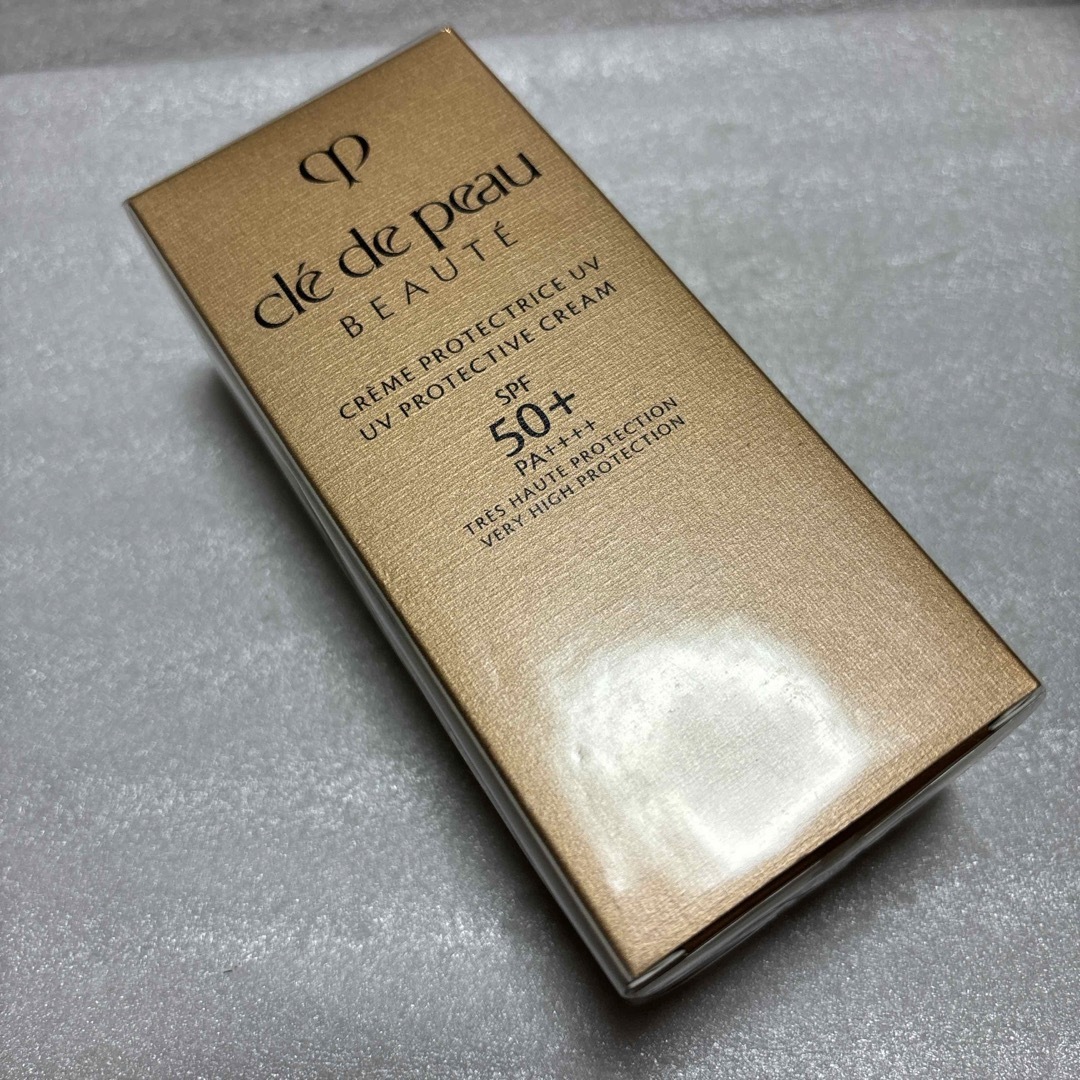 clé de peau
BEAUTÉ
CRÈME PROTECTRICE UV
UV PROTECTIVE CREAM
SPF
50+
PA++++
TRÈS HAUTE PROTECTION
VERY HIGH PROTECTION